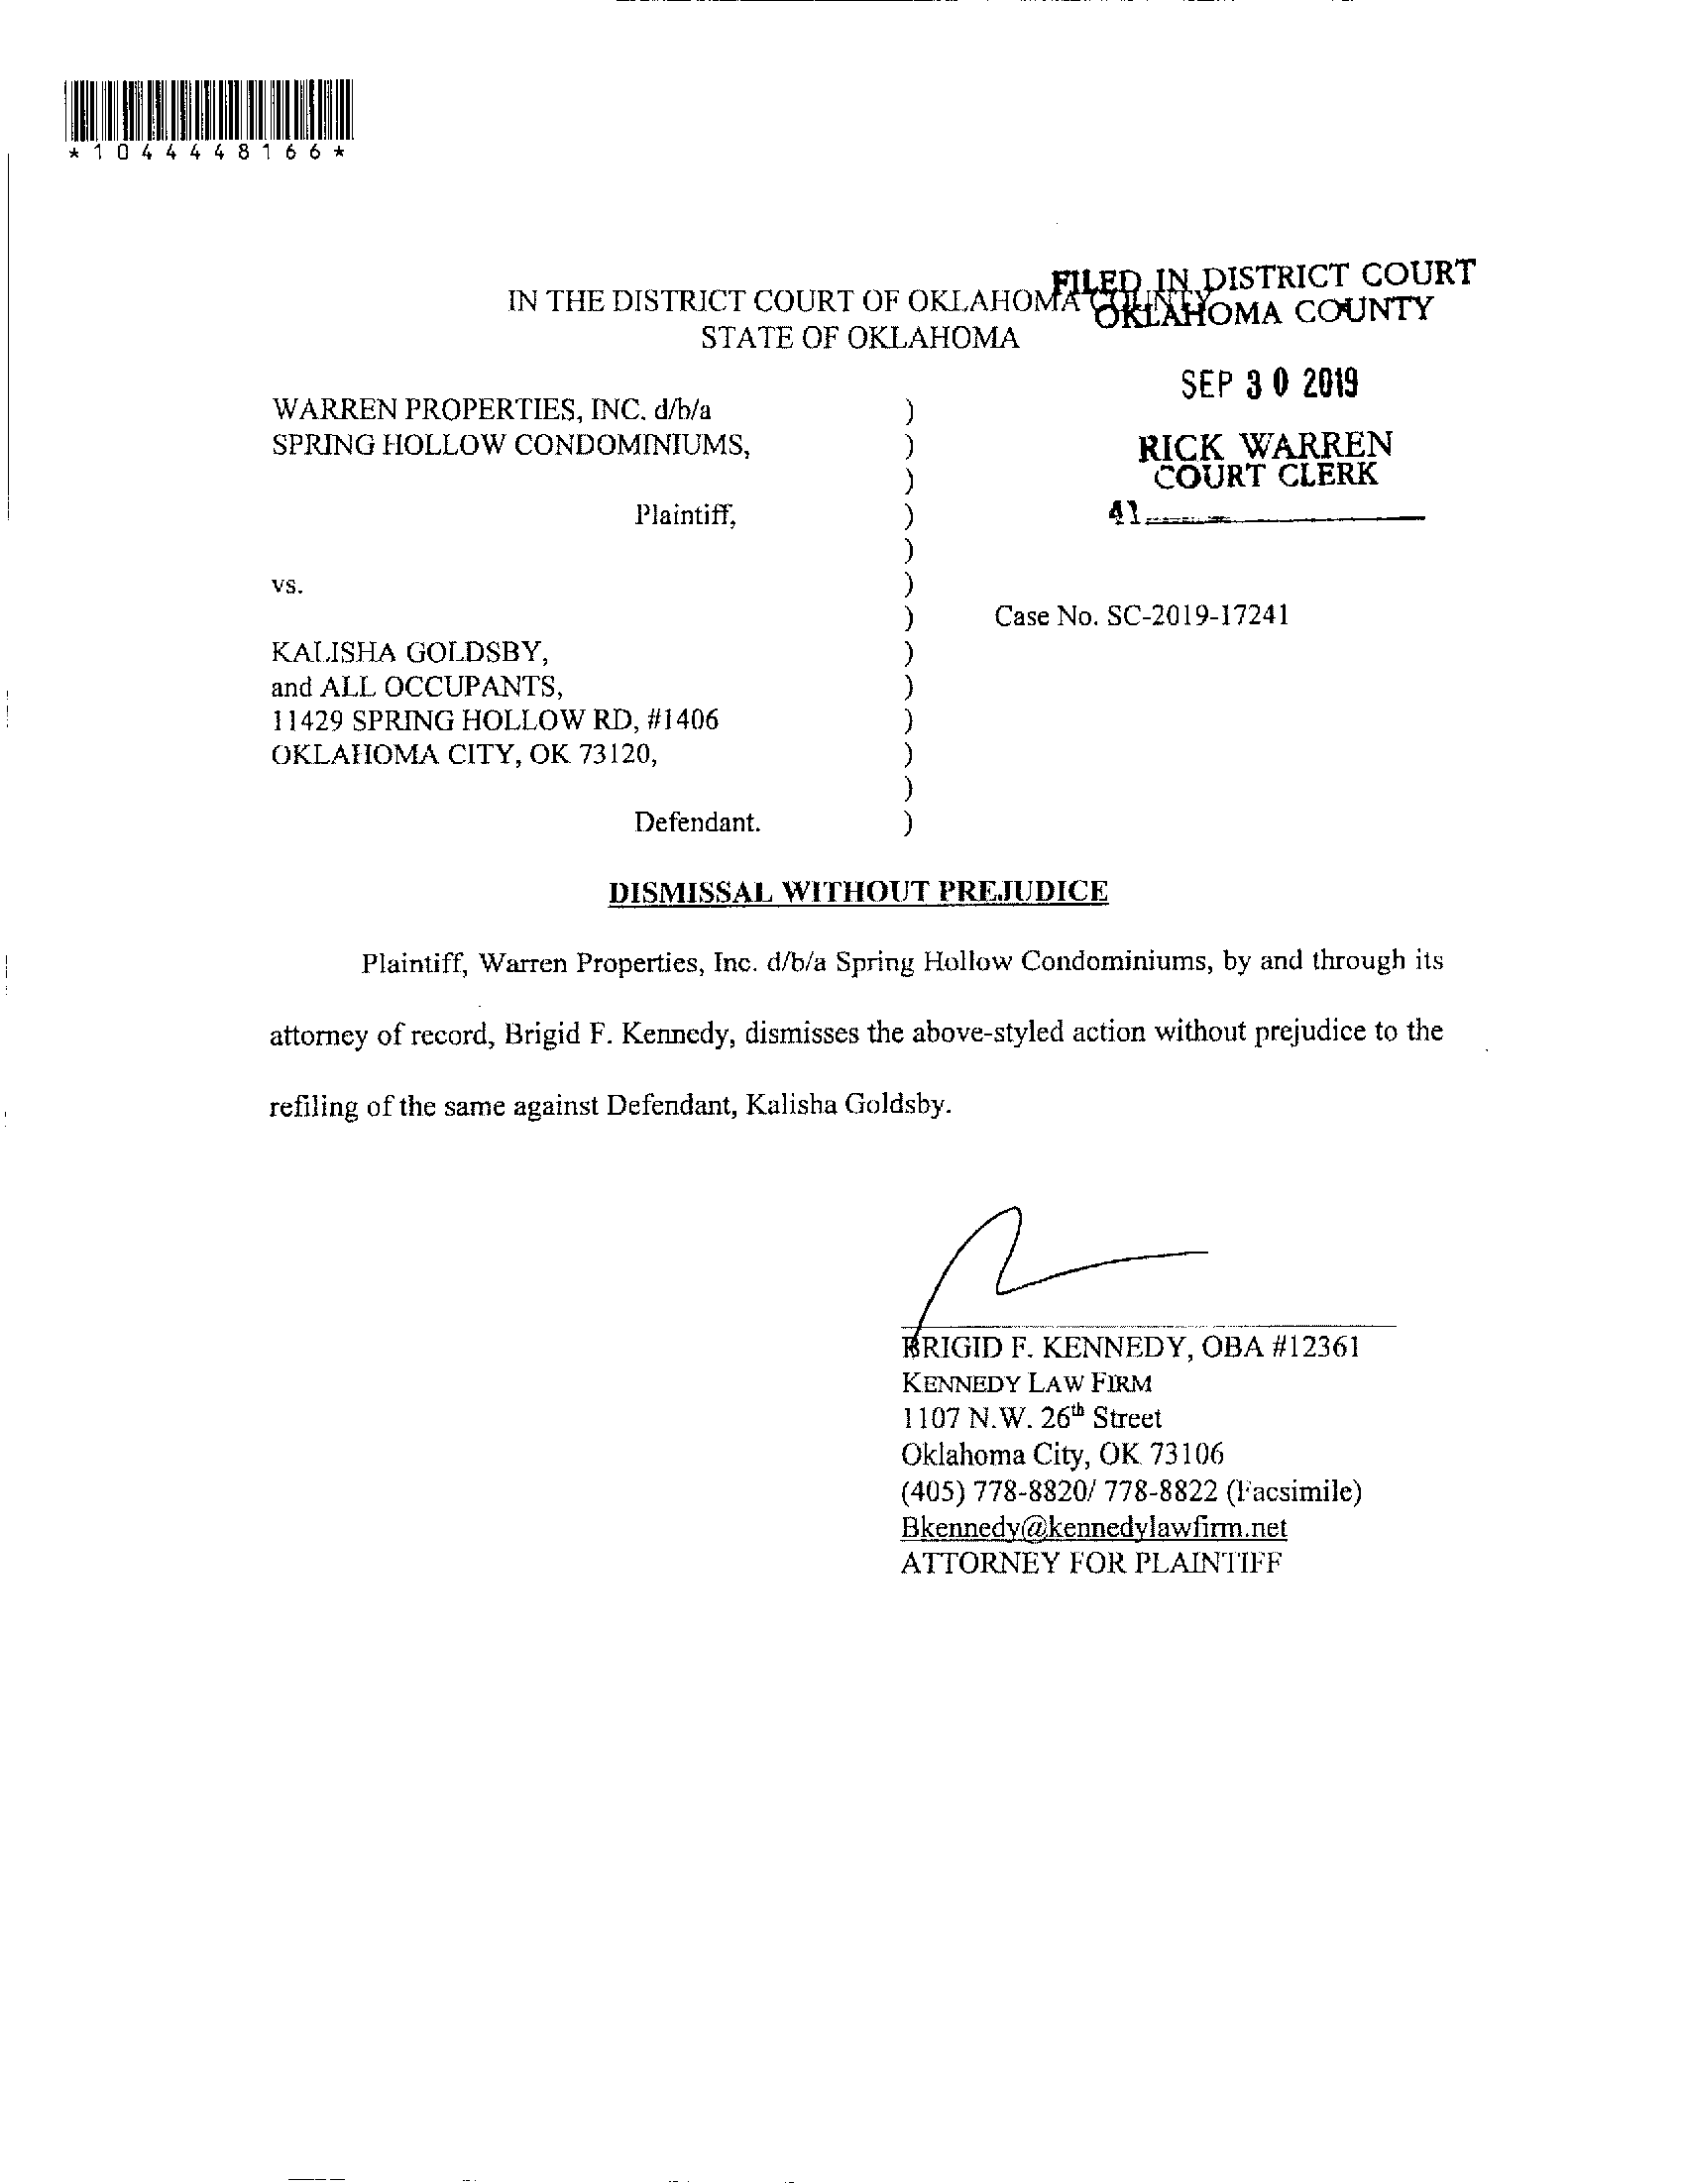 *1044448166*
FILED IN DISTRICT COURT
OKLAHOMA COUNTY
IN THE DISTRICT COURT OF OKLAHOMA COUNTY
STATE OF OKLAHOMA
SEP 30 2019
RICK WARREN
COURT CLERK
41
WARREN PROPERTIES, INC. d/b/a )
SPRING HOLLOW CONDOMINIUMS, )
)
Plaintiff, )
)
vs. )
) Case No. SC-2019-17241
KALISHA GOLDSBY, )
and ALL OCCUPANTS, )
11429 SPRING HOLLOW RD, #1406 )
OKLAHOMA CITY, OK 73120, )
)
Defendant. )
DISMISSAL WITHOUT PREJUDICE
Plaintiff, Warren Properties, Inc. d/b/a Spring Hollow Condominiums, by and through its
attorney of record, Brigid F. Kennedy, dismisses the above-styled action without prejudice to the
refiling of the same against Defendant, Kalisha Goldsby.
BRIGID F. KENNEDY, OBA #12361
KENNEDY LAW FIRM
1107 N.W. 26th Street
Oklahoma City, OK 73106
(405) 778-8820/ 778-8822 (Facsimile)
Bkennedy@kennedylawfirm.net
ATTORNEY FOR PLAINTIFF